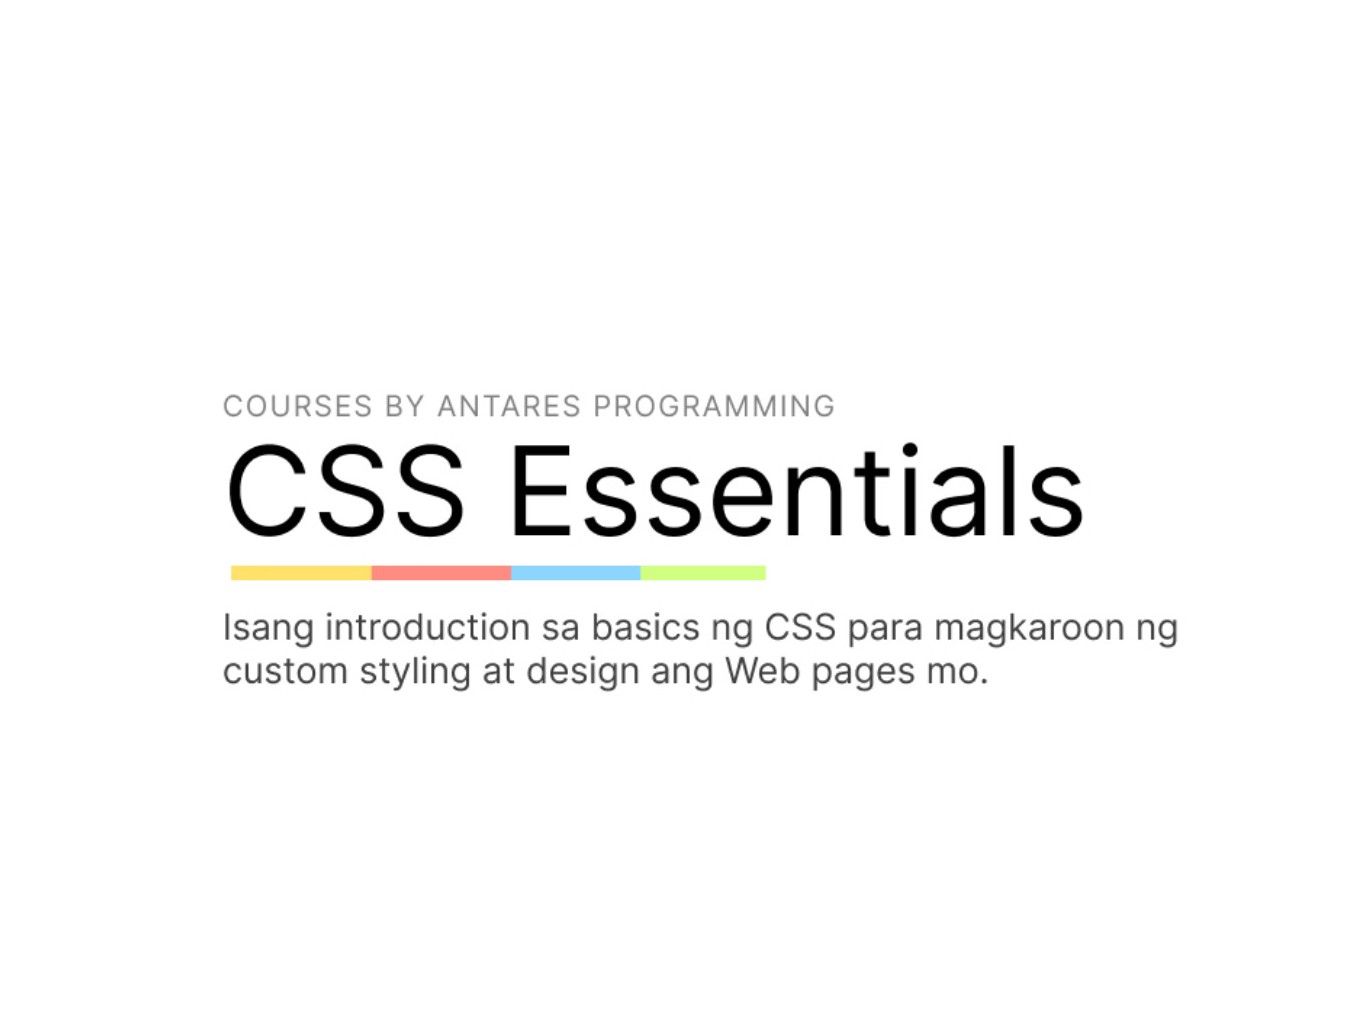 COURSES BY ANTARES PROGRAMMING
CSS Essentials
Isang introduction sa basics ng CSS para magkaroon ng
custom styling at design ang Web pages mo.